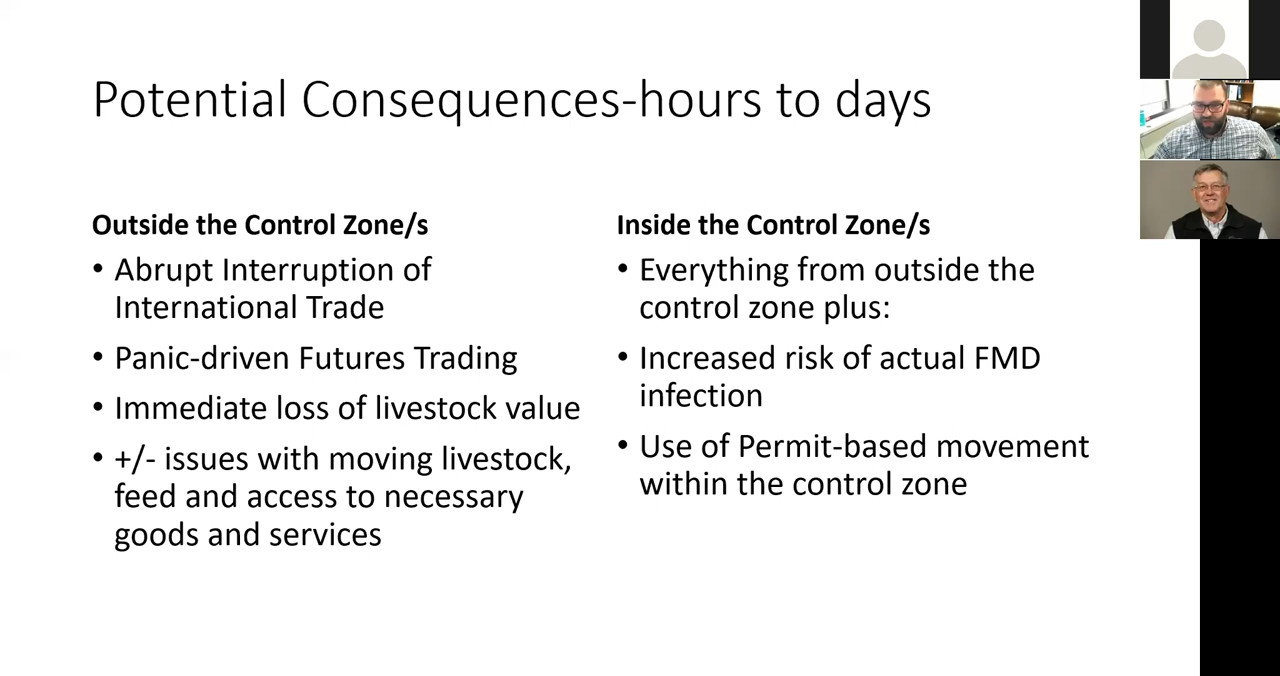 Potential Consequences-hours to days
Outside the Control Zone/s
• Abrupt Interruption of
International Trade
• Panic-driven Futures Trading
• Immediate loss of livestock value
• +/- issues with moving livestock,
feed and access to necessary
goods and services
Inside the Control Zone/s
• Everything from outside the
control zone plus:
• Increased risk of actual FMD
infection
• Use of Permit-based movement
within the control zone